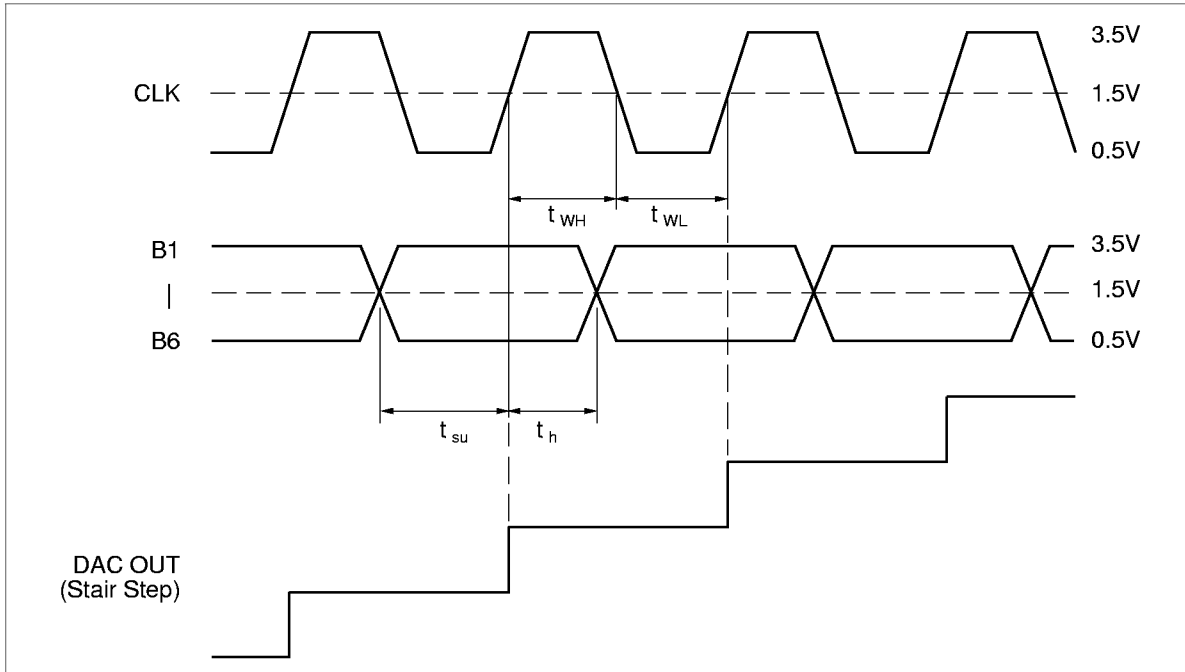 3.5V
CLK
1.5V
0.5V
t WH
t WL
B1
3.5V
|
1.5V
B6
0.5V
t su
t h
DAC OUT
(Stair Step)